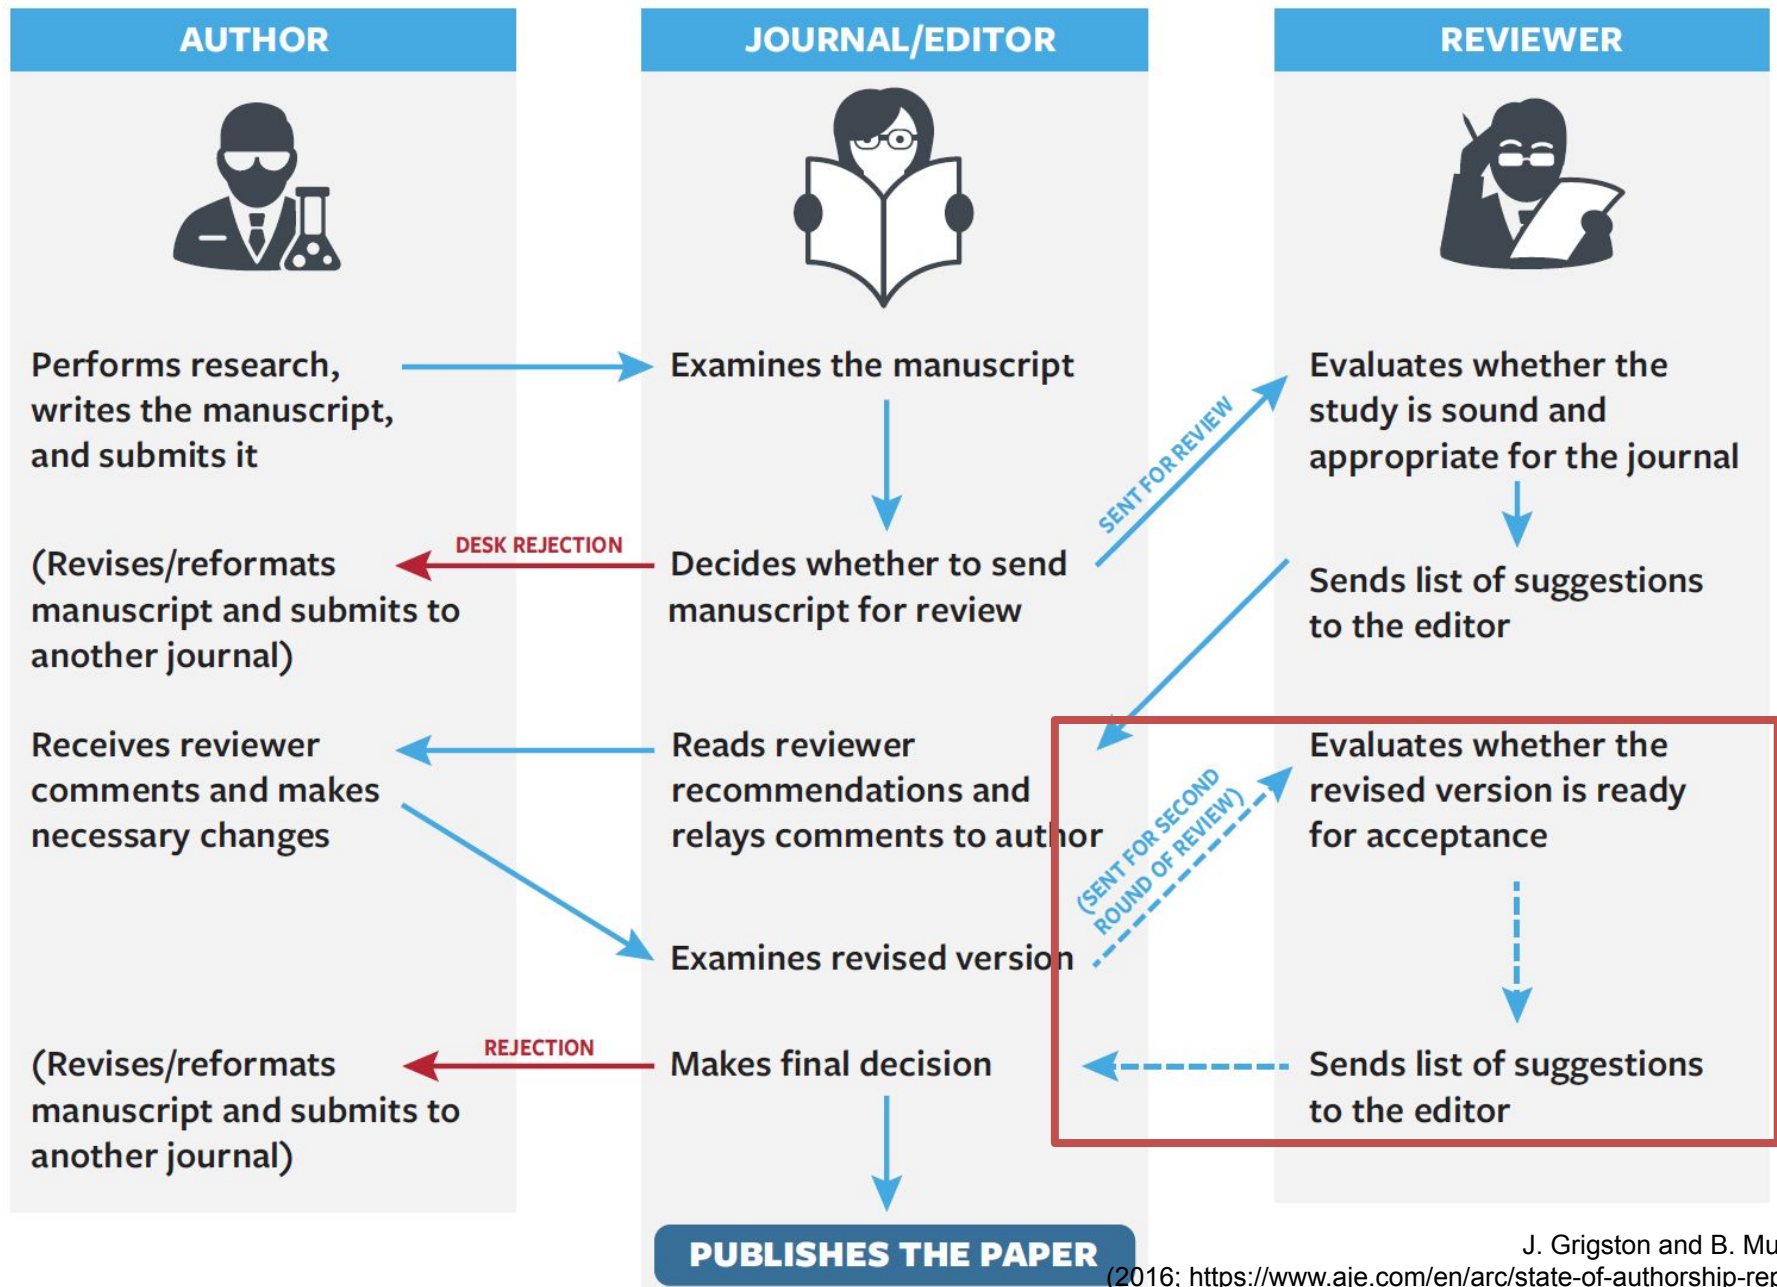 AUTHOR
JOURNAL/EDITOR
REVIEWER
Performs research,
writes the manuscript,
and submits it
Examines the manuscript
SENT FOR REVIEW
Evaluates whether the
study is sound and
appropriate for the journal
DESK REJECTION
(Revises/reformats
manuscript and submits to
another journal)
Decides whether to send
manuscript for review
Sends list of suggestions
to the editor
Receives reviewer
comments and makes
necessary changes
Reads reviewer
recommendations and
relays comments to author
(SENT FOR SECOND
ROUND OF REVIEW)
Evaluates whether the
revised version is ready
for acceptance
Examines revised version
REJECTION
(Revises/reformats
manuscript and submits to
another journal)
Makes final decision
Sends list of suggestions
to the editor
PUBLISHES THE PAPER
J. Grigston and B. Mu
(2016; https://www.aje.com/en/arc/state-of-authorship-rep